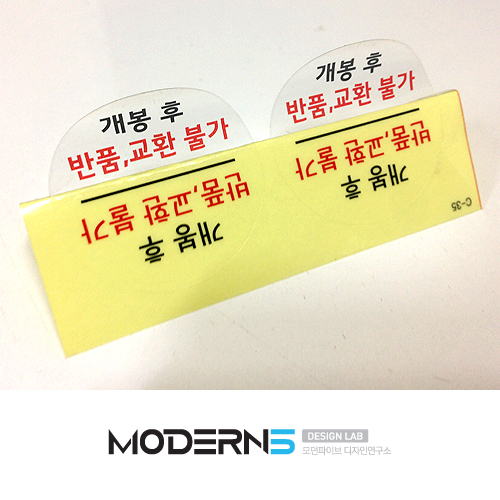 개봉 후
반품,교환 불가
개봉 후
반품,교환 불가
반품,교환 불가
개봉 후
반품,교환 불가
개봉 후
C-35
MODERN5
DESIGN LAB
모던파이브 디자인연구소